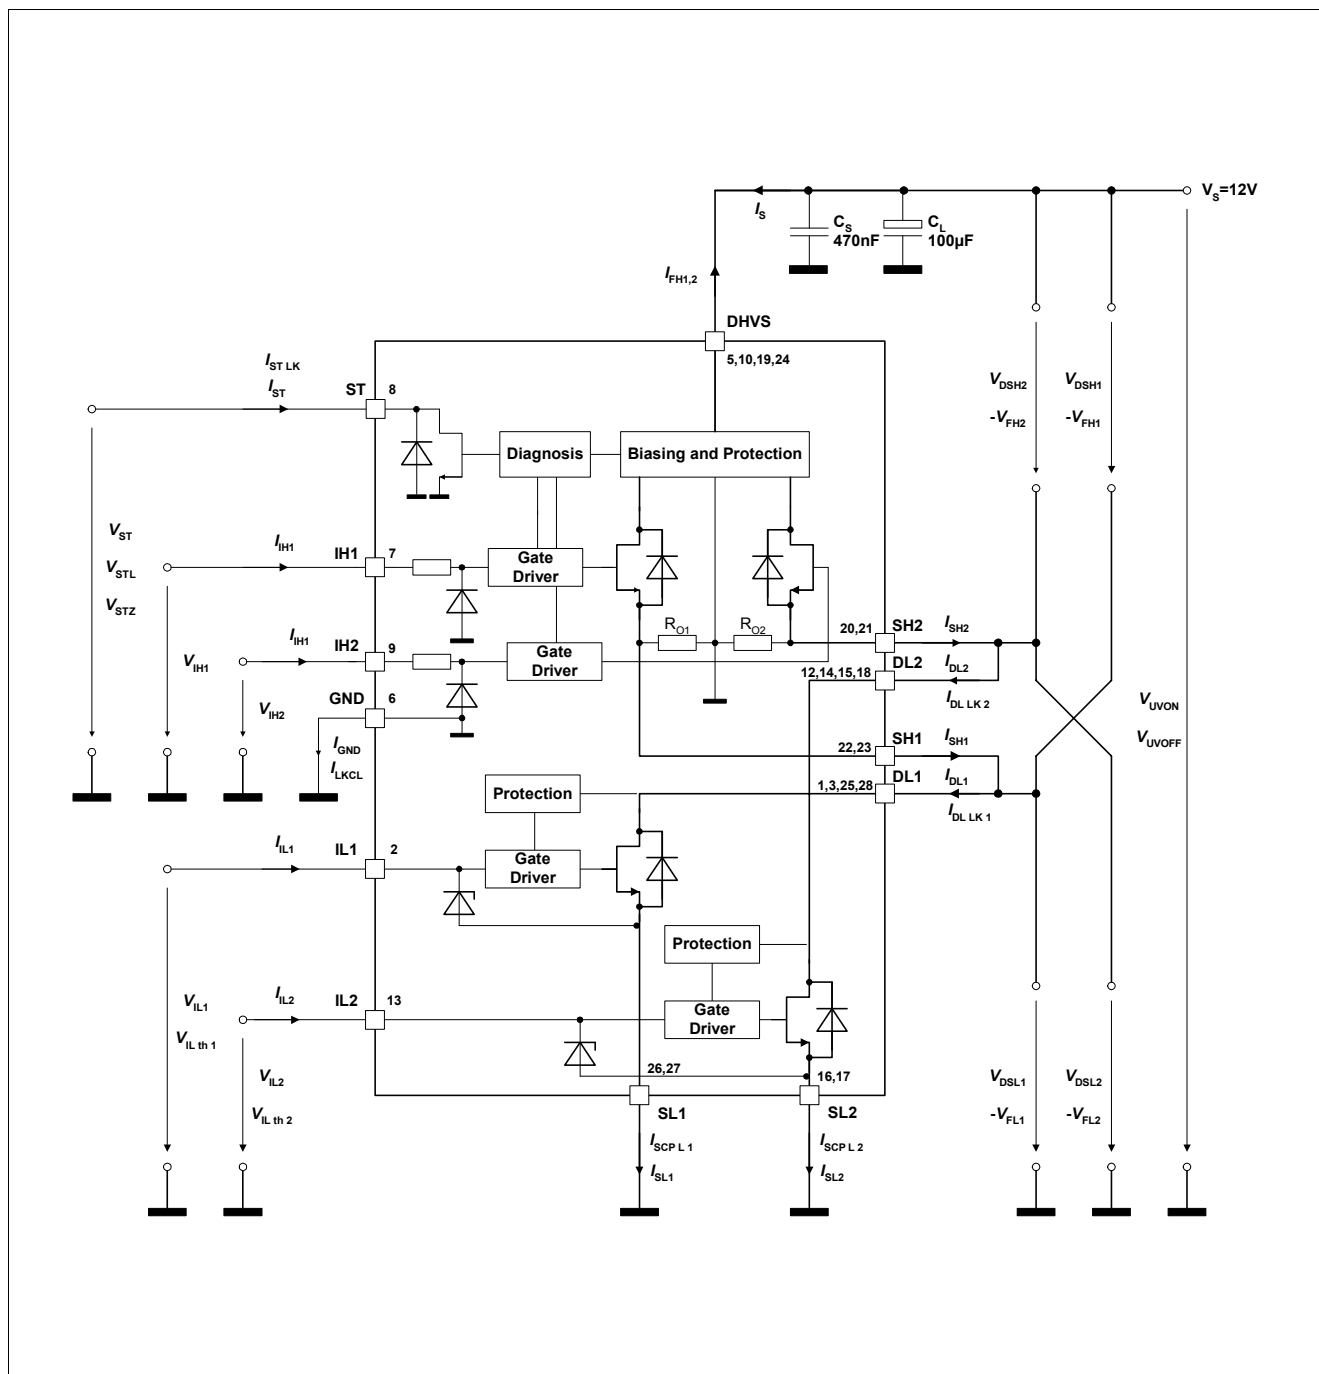 V_S=12V
I_S
C_S
470nF
C_L
100µF
I_FH1,2
DHVS
5,10,19,24
I_ST LK
I_ST
ST
8
V_DSH2
-V_FH2
V_DSH1
-V_FH1
Diagnosis
Biasing and Protection
V_ST
V_STL
V_STZ
I_IH1
IH1
7
Gate
Driver
R_O1
R_O2
20,21
SH2
I_SH2
I_IH1
IH2
9
Gate
Driver
V_IH1
DL2
I_DL2
12,14,15,18
I_DL LK 2
GND
6
V_IH2
V_UVON
V_UVOFF
I_GND
I_LKCL
22,23
SH1
I_SH1
DL1
I_DL1
1,3,25,28
I_DL LK 1
Protection
I_IL1
IL1
2
Gate
Driver
Protection
V_IL1
V_IL th 1
I_IL2
IL2
13
Gate
Driver
V_IL2
V_IL th 2
26,27
16,17
SL1
SL2
V_DSL1
-V_FL1
V_DSL2
-V_FL2
I_SCP L 1
I_SL1
I_SCP L 2
I_SL2